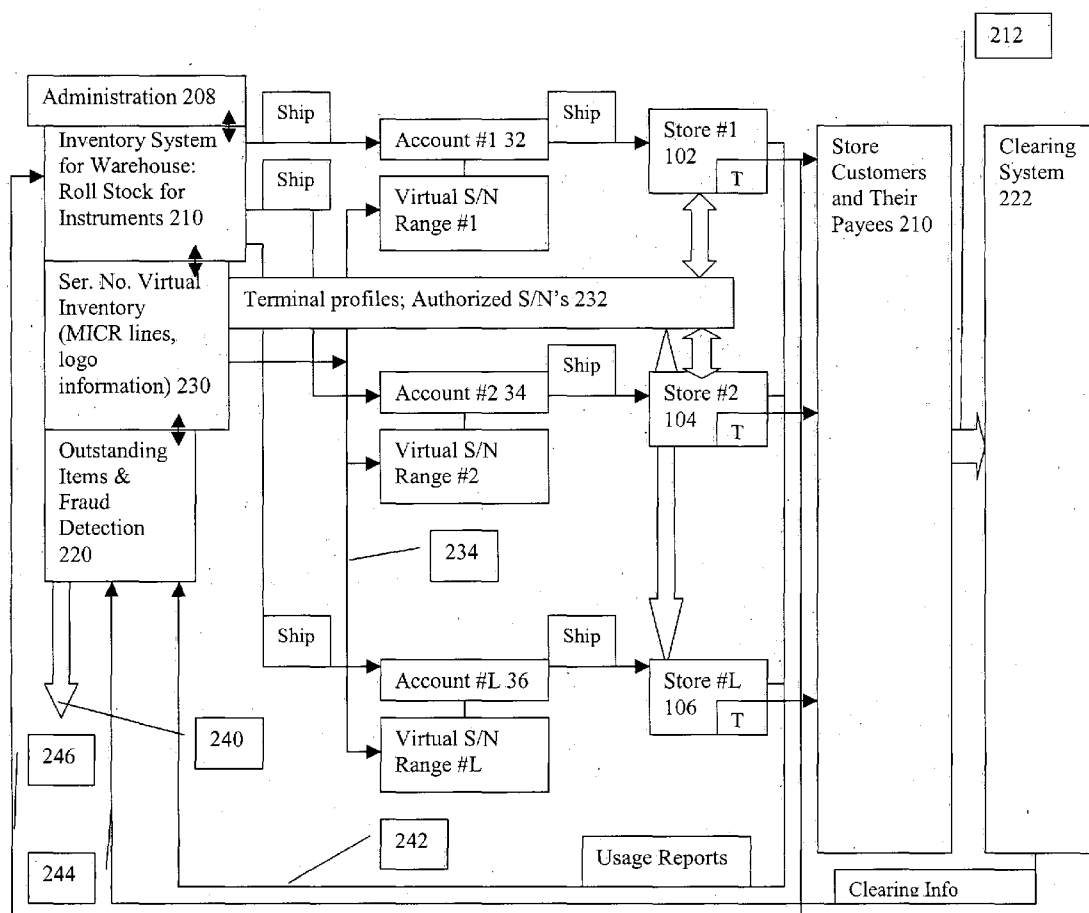 212
Administration 208
Ship
Ship
Inventory System
for Warehouse:
Roll Stock for
Instruments 210
Ship
Account #1 32
Virtual S/N
Range #1
Store #1
102
T
Store
Customers
and Their
Payees 210
Clearing
System
222
Ser. No. Virtual
Inventory
(MICR lines,
logo
information) 230
Terminal profiles; Authorized S/N's 232
Ship
Account #2 34
Virtual S/N
Range #2
Store #2
104
T
Outstanding
Items &
Fraud
Detection
220
234
Ship
Ship
Account #L 36
Virtual S/N
Range #L
Store #L
106
T
240
246
242
244
Usage Reports
Clearing Info